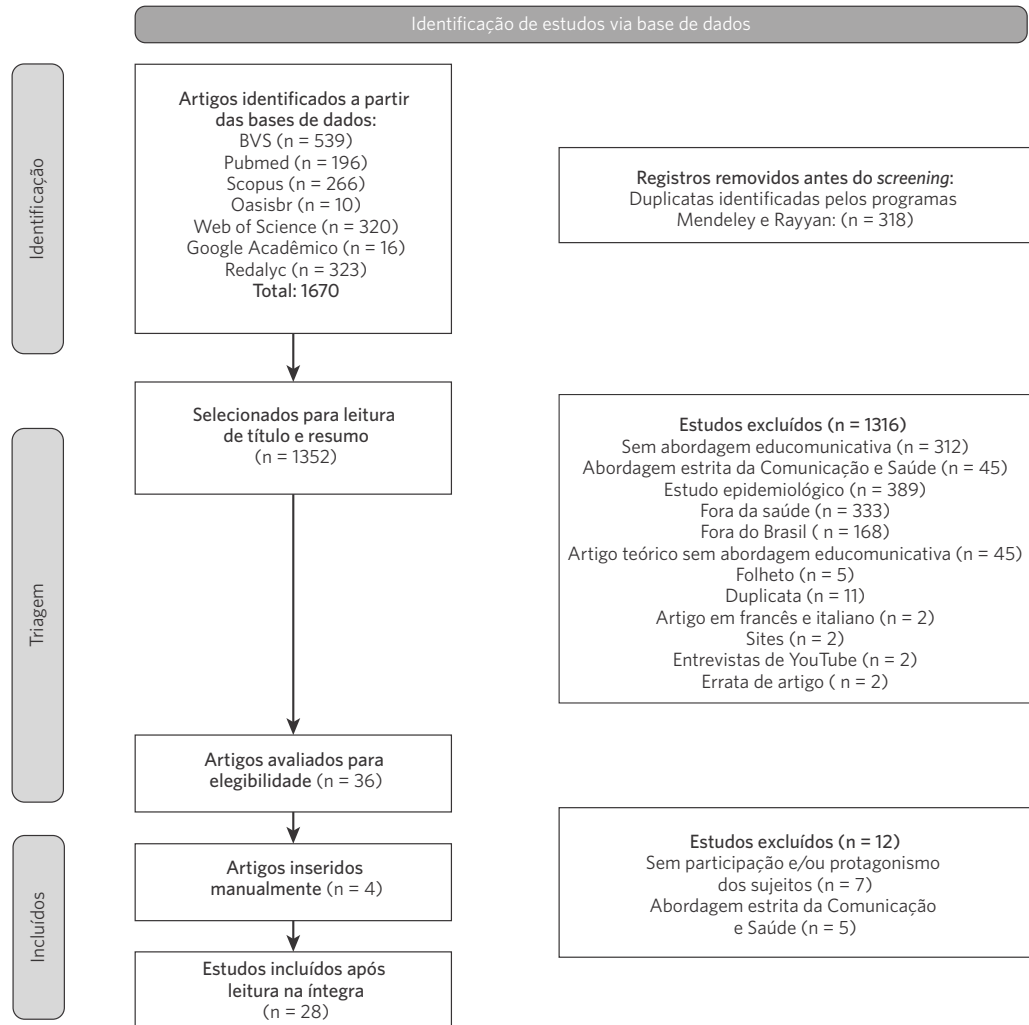 Identificação de estudos via base de dados
Identificação
Artigos identificados a partir
das bases de dados:
BVS (n = 539)
Pubmed (n = 196)
Scopus (n = 266)
Oasisbr (n = 10)
Web of Science (n = 320)
Google Acadêmico (n = 16)
Redalyc (n = 323)
Total: 1670
Registros removidos antes do screening:
Duplicatas identificadas pelos programas
Mendeley e Rayyan: (n = 318)
Triagem
Selecionados para leitura
de título e resumo
(n = 1352)
Estudos excluídos (n = 1316)
Sem abordagem educomunicativa (n = 312)
Abordagem estrita da Comunicação e Saúde (n = 45)
Estudo epidemiológico (n = 389)
Fora da saúde (n = 333)
Fora do Brasil ( n = 168)
Artigo teórico sem abordagem educomunicativa (n = 45)
Folheto (n = 5)
Duplicata (n = 11)
Artigo em francês e italiano (n = 2)
Sites (n = 2)
Entrevistas de YouTube (n = 2)
Errata de artigo ( n = 2)
Artigos avaliados para
elegibilidade (n = 36)
Incluídos
Artigos inseridos
manualmente (n = 4)
Estudos excluídos (n = 12)
Sem participação e/ou protagonismo
dos sujeitos (n = 7)
Abordagem estrita da Comunicação
e Saúde (n = 5)
Estudos incluídos após
leitura na íntegra
(n = 28)